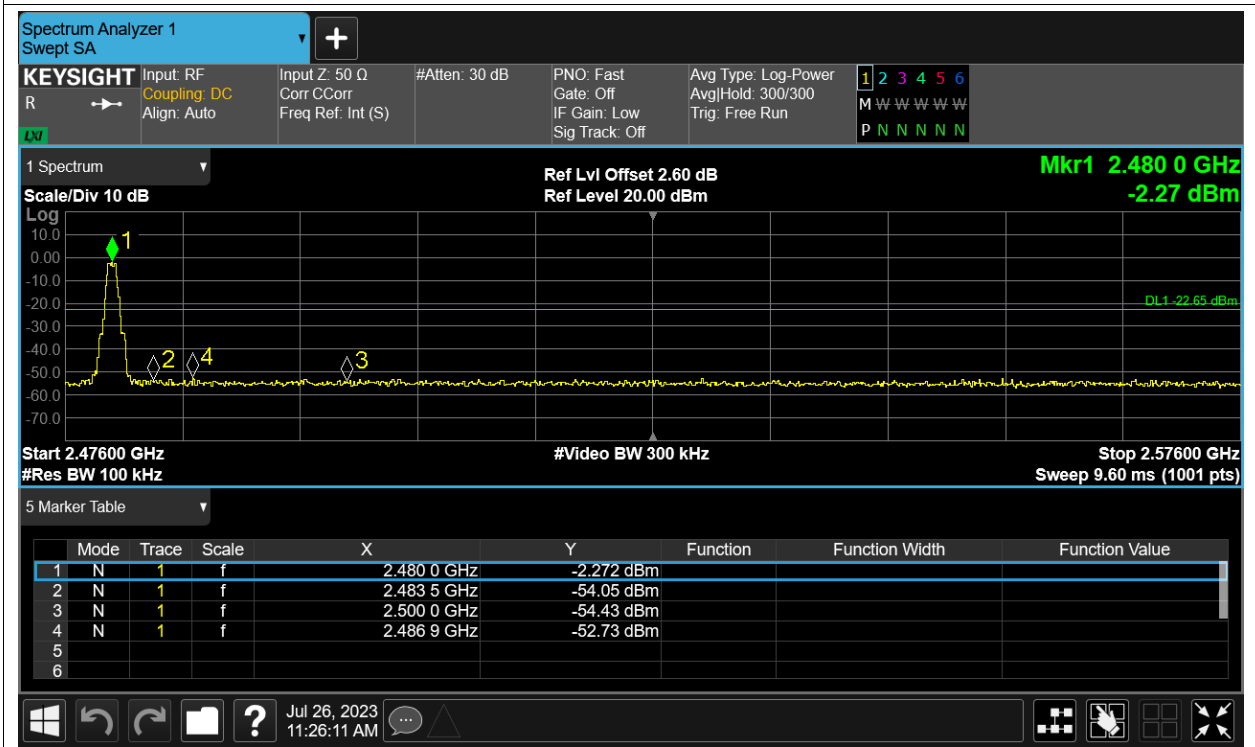 Spectrum Analyzer 1
Swept SA
KEYSIGHT Input: RF Input Z: 50 Ω #Atten: 30 dB PNO: Fast Avg Type: Log-Power 1 2 3 4 5 6
R Coupling: DC Corr CCorr Gate: Off Avg|Hold: 300/300 M W W W W W W
Align: Auto Freq Ref: Int (S) IF Gain: Low Trig: Free Run
LXI Sig Track: Off P N N N N N N
1 Spectrum Ref Lvl Offset 2.60 dB Mkr1 2.480 0 GHz
Scale/Div 10 dB Ref Level 20.00 dBm -2.27 dBm
Log
10.0
1
0.00
-10.0
-20.0
DL1 -22.65 dBm
-30.0
-40.0
2 4 3
-50.0
-60.0
-70.0
Start 2.47600 GHz #Video BW 300 kHz Stop 2.57600 GHz
#Res BW 100 kHz Sweep 9.60 ms (1001 pts)
5 Marker Table
Mode Trace Scale X Y Function Function Width Function Value
1 N 1 f 2.480 0 GHz -2.272 dBm
2 N 1 f 2.483 5 GHz -54.05 dBm
3 N 1 f 2.500 0 GHz -54.43 dBm
4 N 1 f 2.486 9 GHz -52.73 dBm
5
6
? Jul 26, 2023
11:26:11 AM